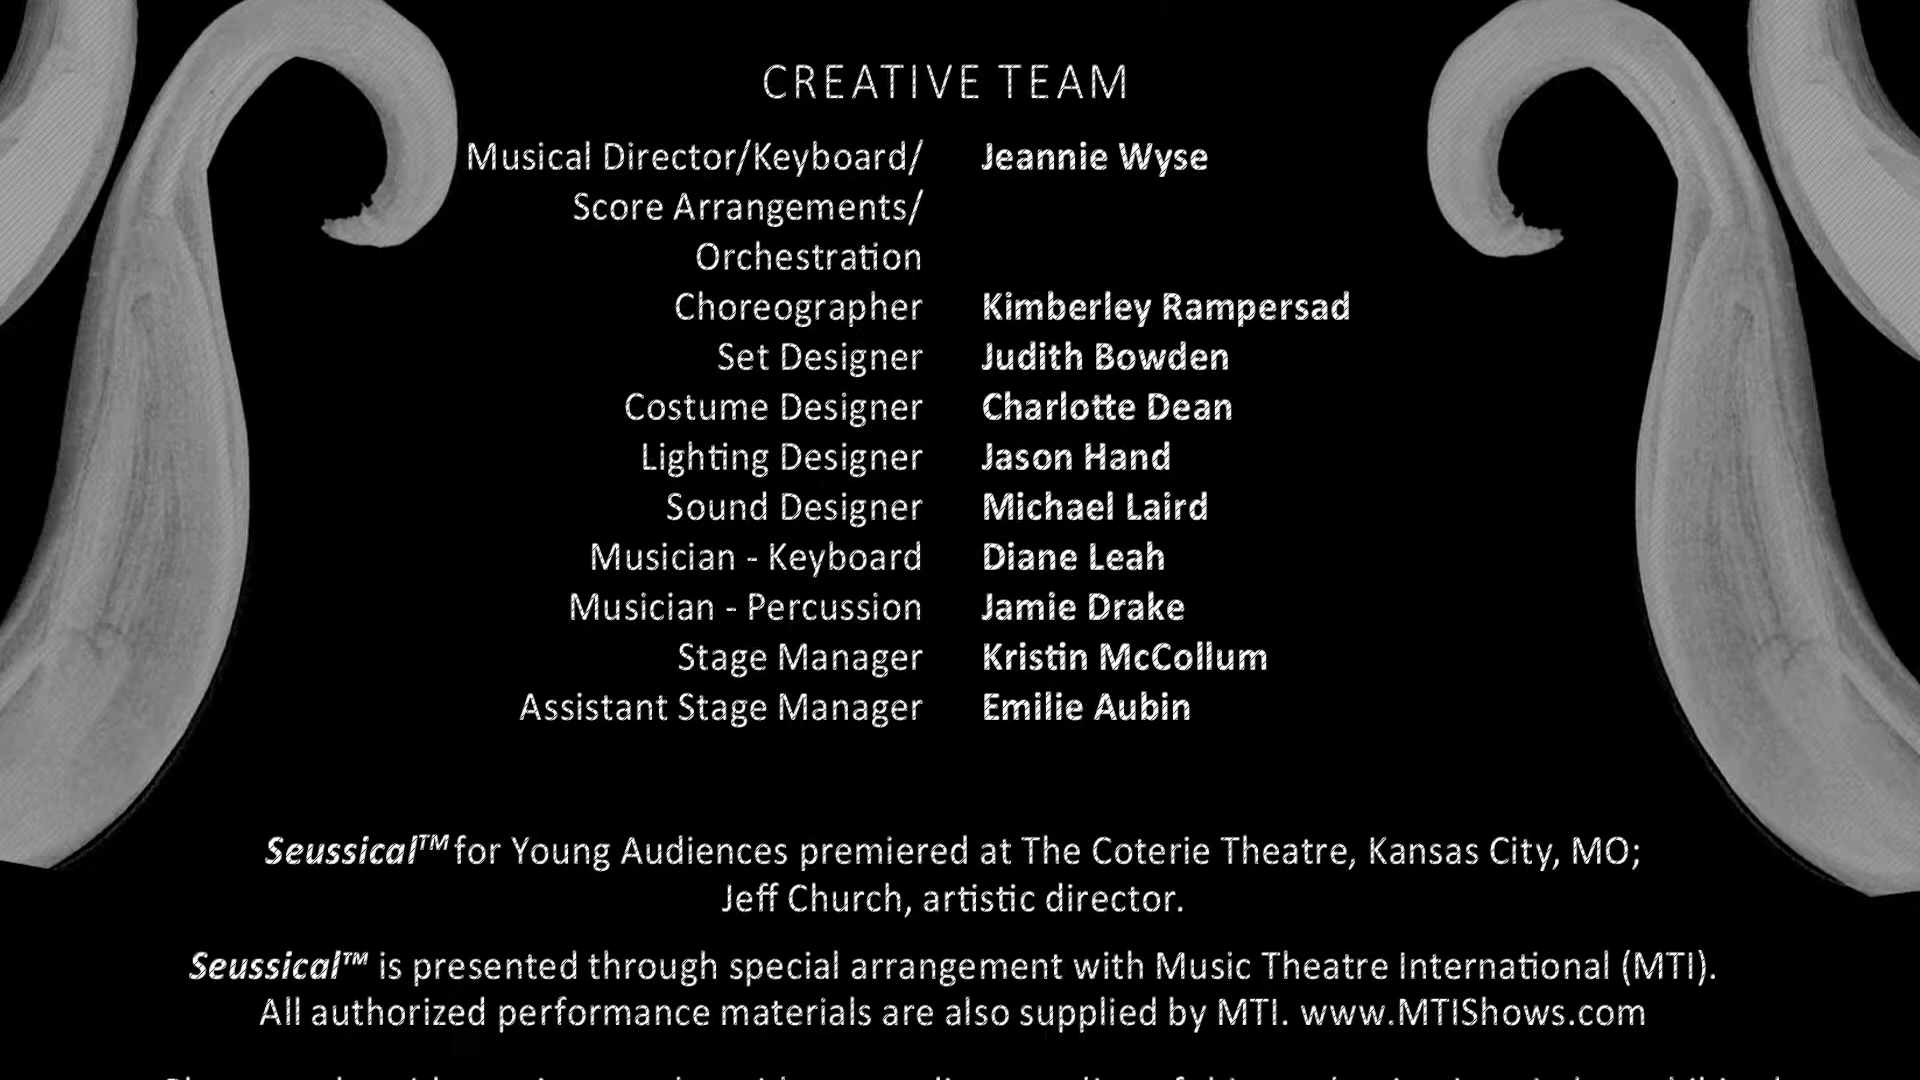 CREATIVE TEAM
Musical Director/Keyboard/ Jeannie Wyse
Score Arrangements/
Orchestration
Choreographer Kimberley Rampersad
Set Designer Judith Bowden
Costume Designer Charlotte Dean
Lighting Designer Jason Hand
Sound Designer Michael Laird
Musician - Keyboard Diane Leah
Musician - Percussion Jamie Drake
Stage Manager Kristin McCollum
Assistant Stage Manager Emilie Aubin
Seussical™ for Young Audiences premiered at The Coterie Theatre, Kansas City, MO;
Jeff Church, artistic director.
Seussical™ is presented through special arrangement with Music Theatre International (MTI).
All authorized performance materials are also supplied by MTI. www.MTIShows.com